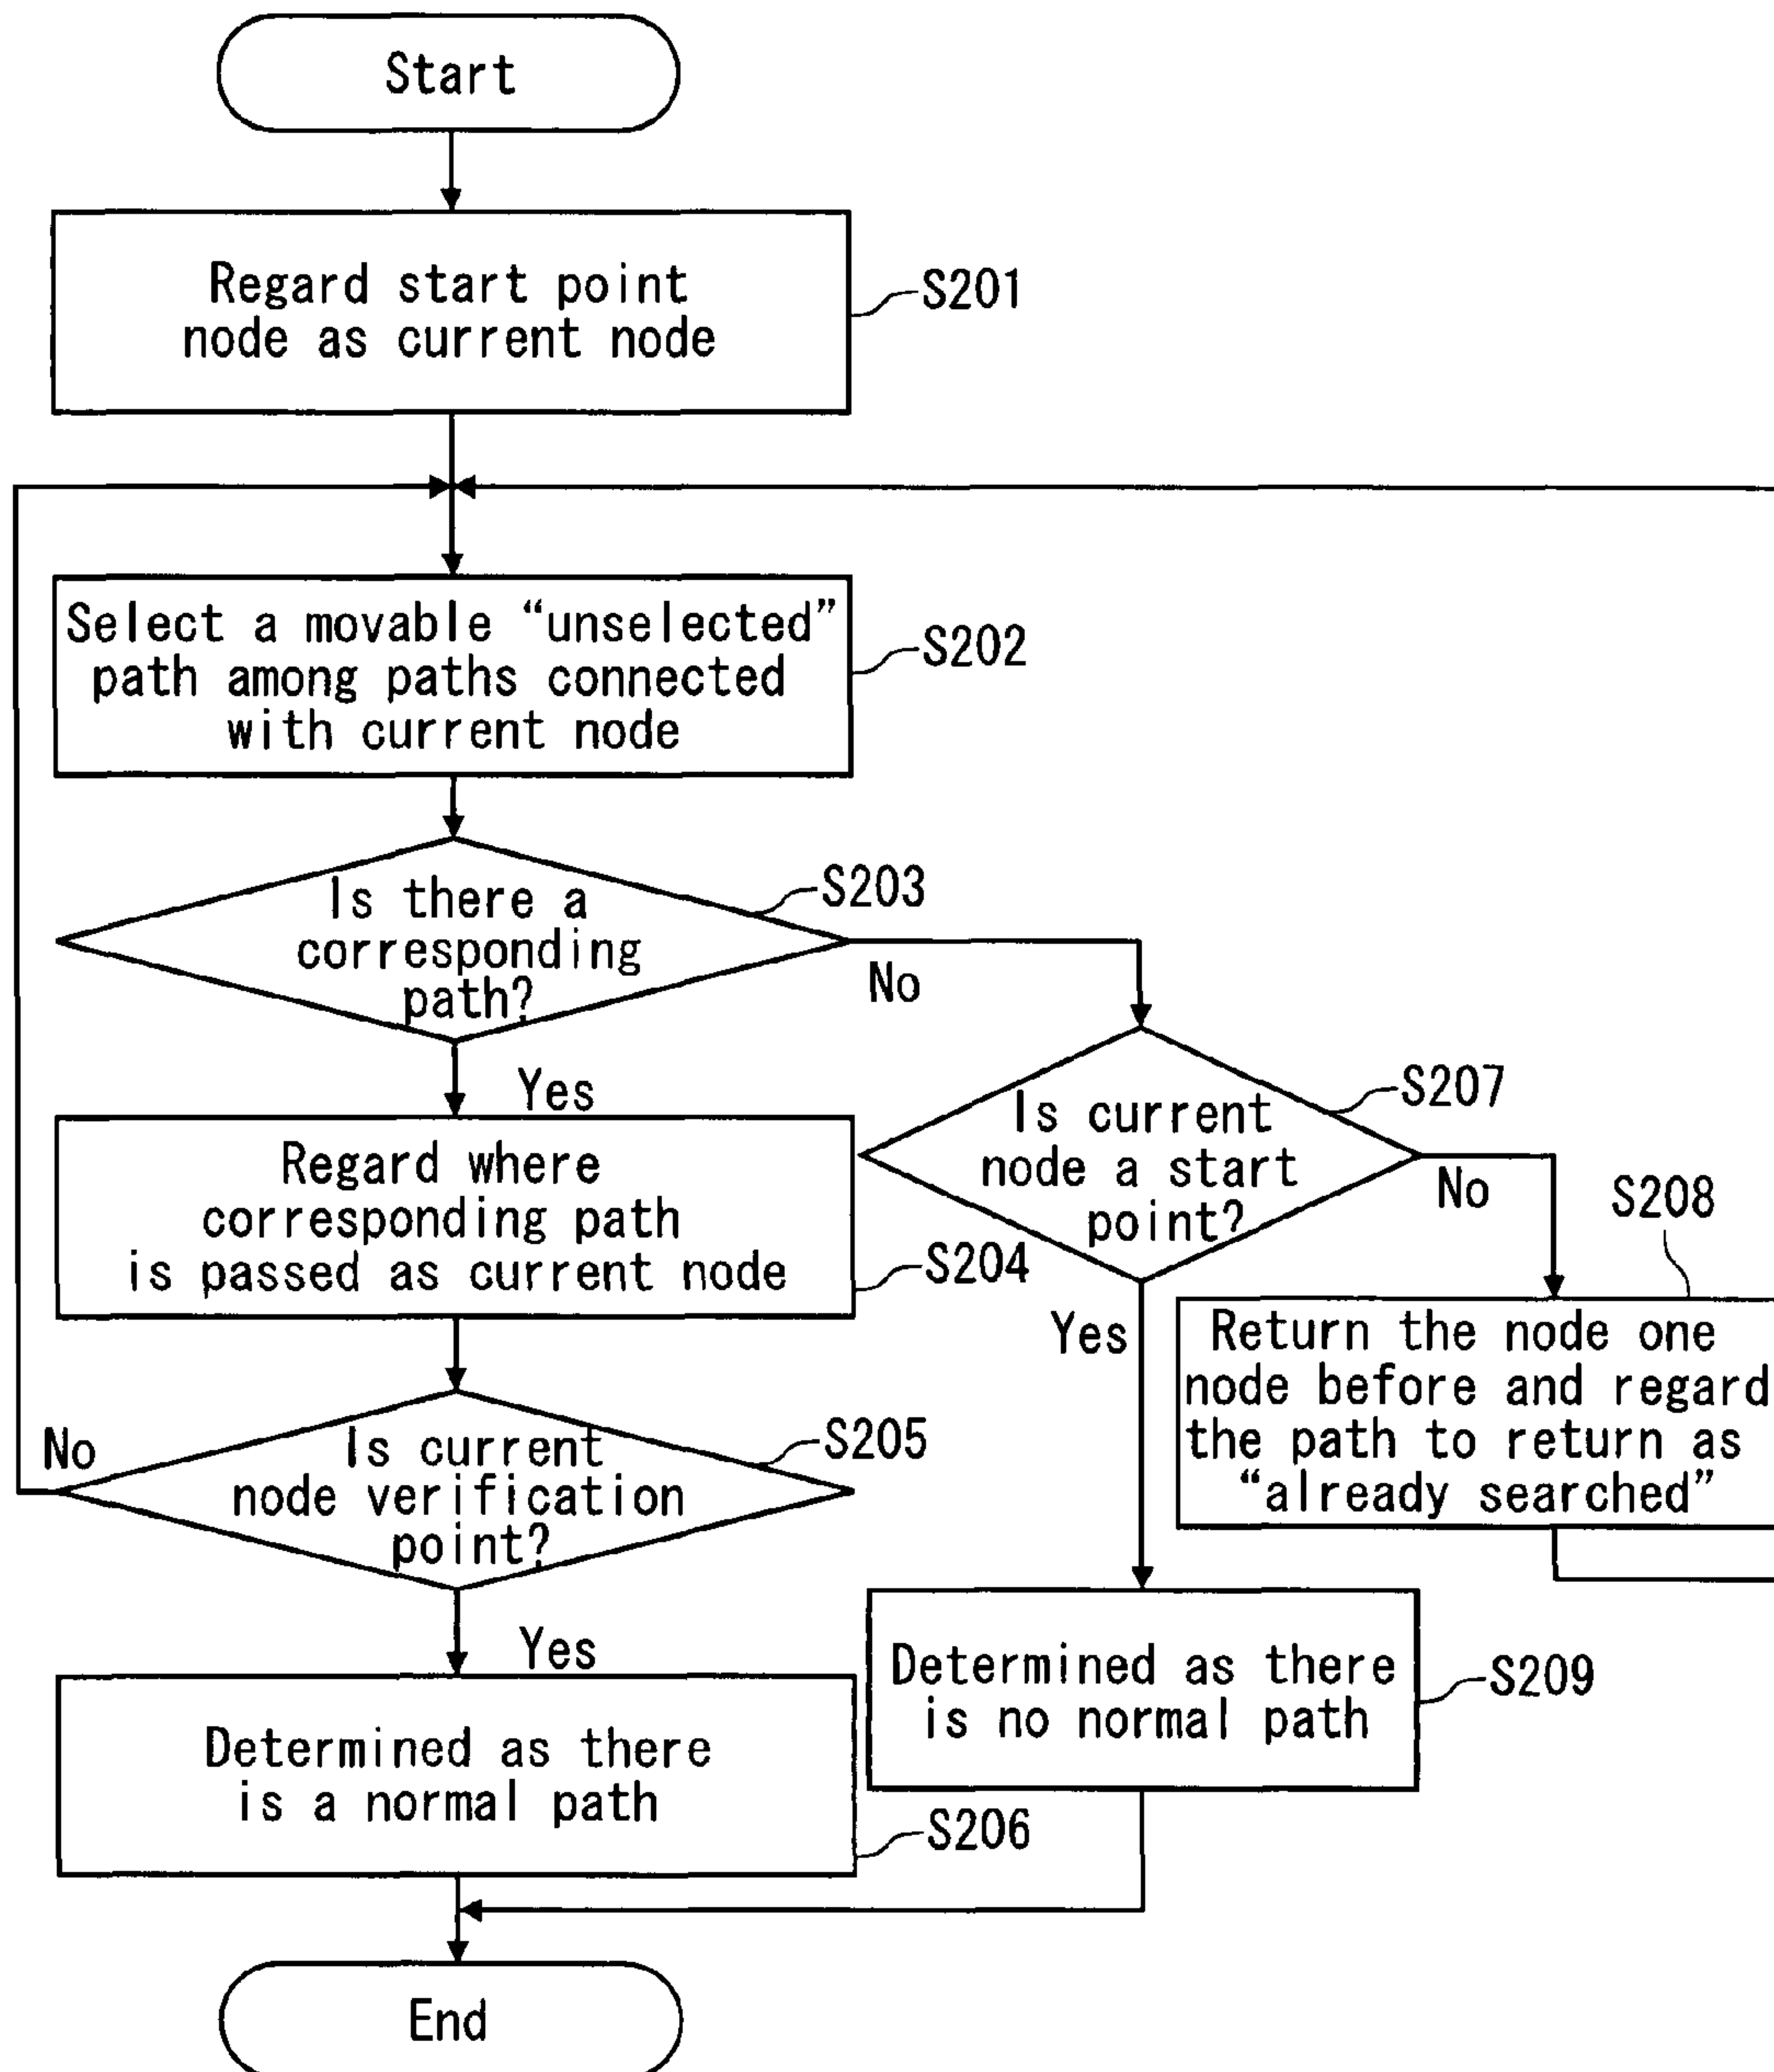 Start
Regard start point
node as current node
S201
Select a movable “unselected”
path among paths connected
with current node
S202
Is there a
corresponding
path?
S203
No
Yes
Regard where
corresponding path
is passed as current node
S204
Is current
node a start
point?
S207
No
Yes
S208
Return the node one
node before and regard
the path to return as
“already searched”
Is current
node verification
point?
S205
No
Yes
Determined as there
is a normal path
S206
Determined as there
is no normal path
S209
End